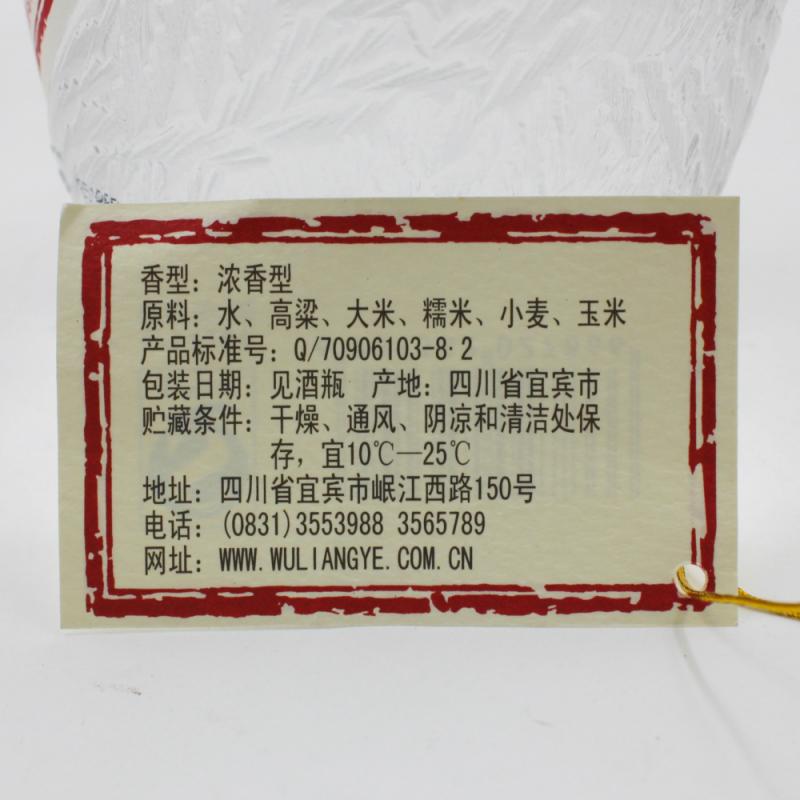 香型：浓香型
原料：水、高粱、大米、糯米、小麦、玉米
产品标准号：Q/70906103-8·2
包装日期：见酒瓶 产地：四川省宜宾市
贮藏条件：干燥、通风、阴凉和清洁处保
存，宜10℃—25℃
地址：四川省宜宾市岷江西路150号
电话：(0831)3553988 3565789
网址：WWW.WULIANGYE.COM.CN